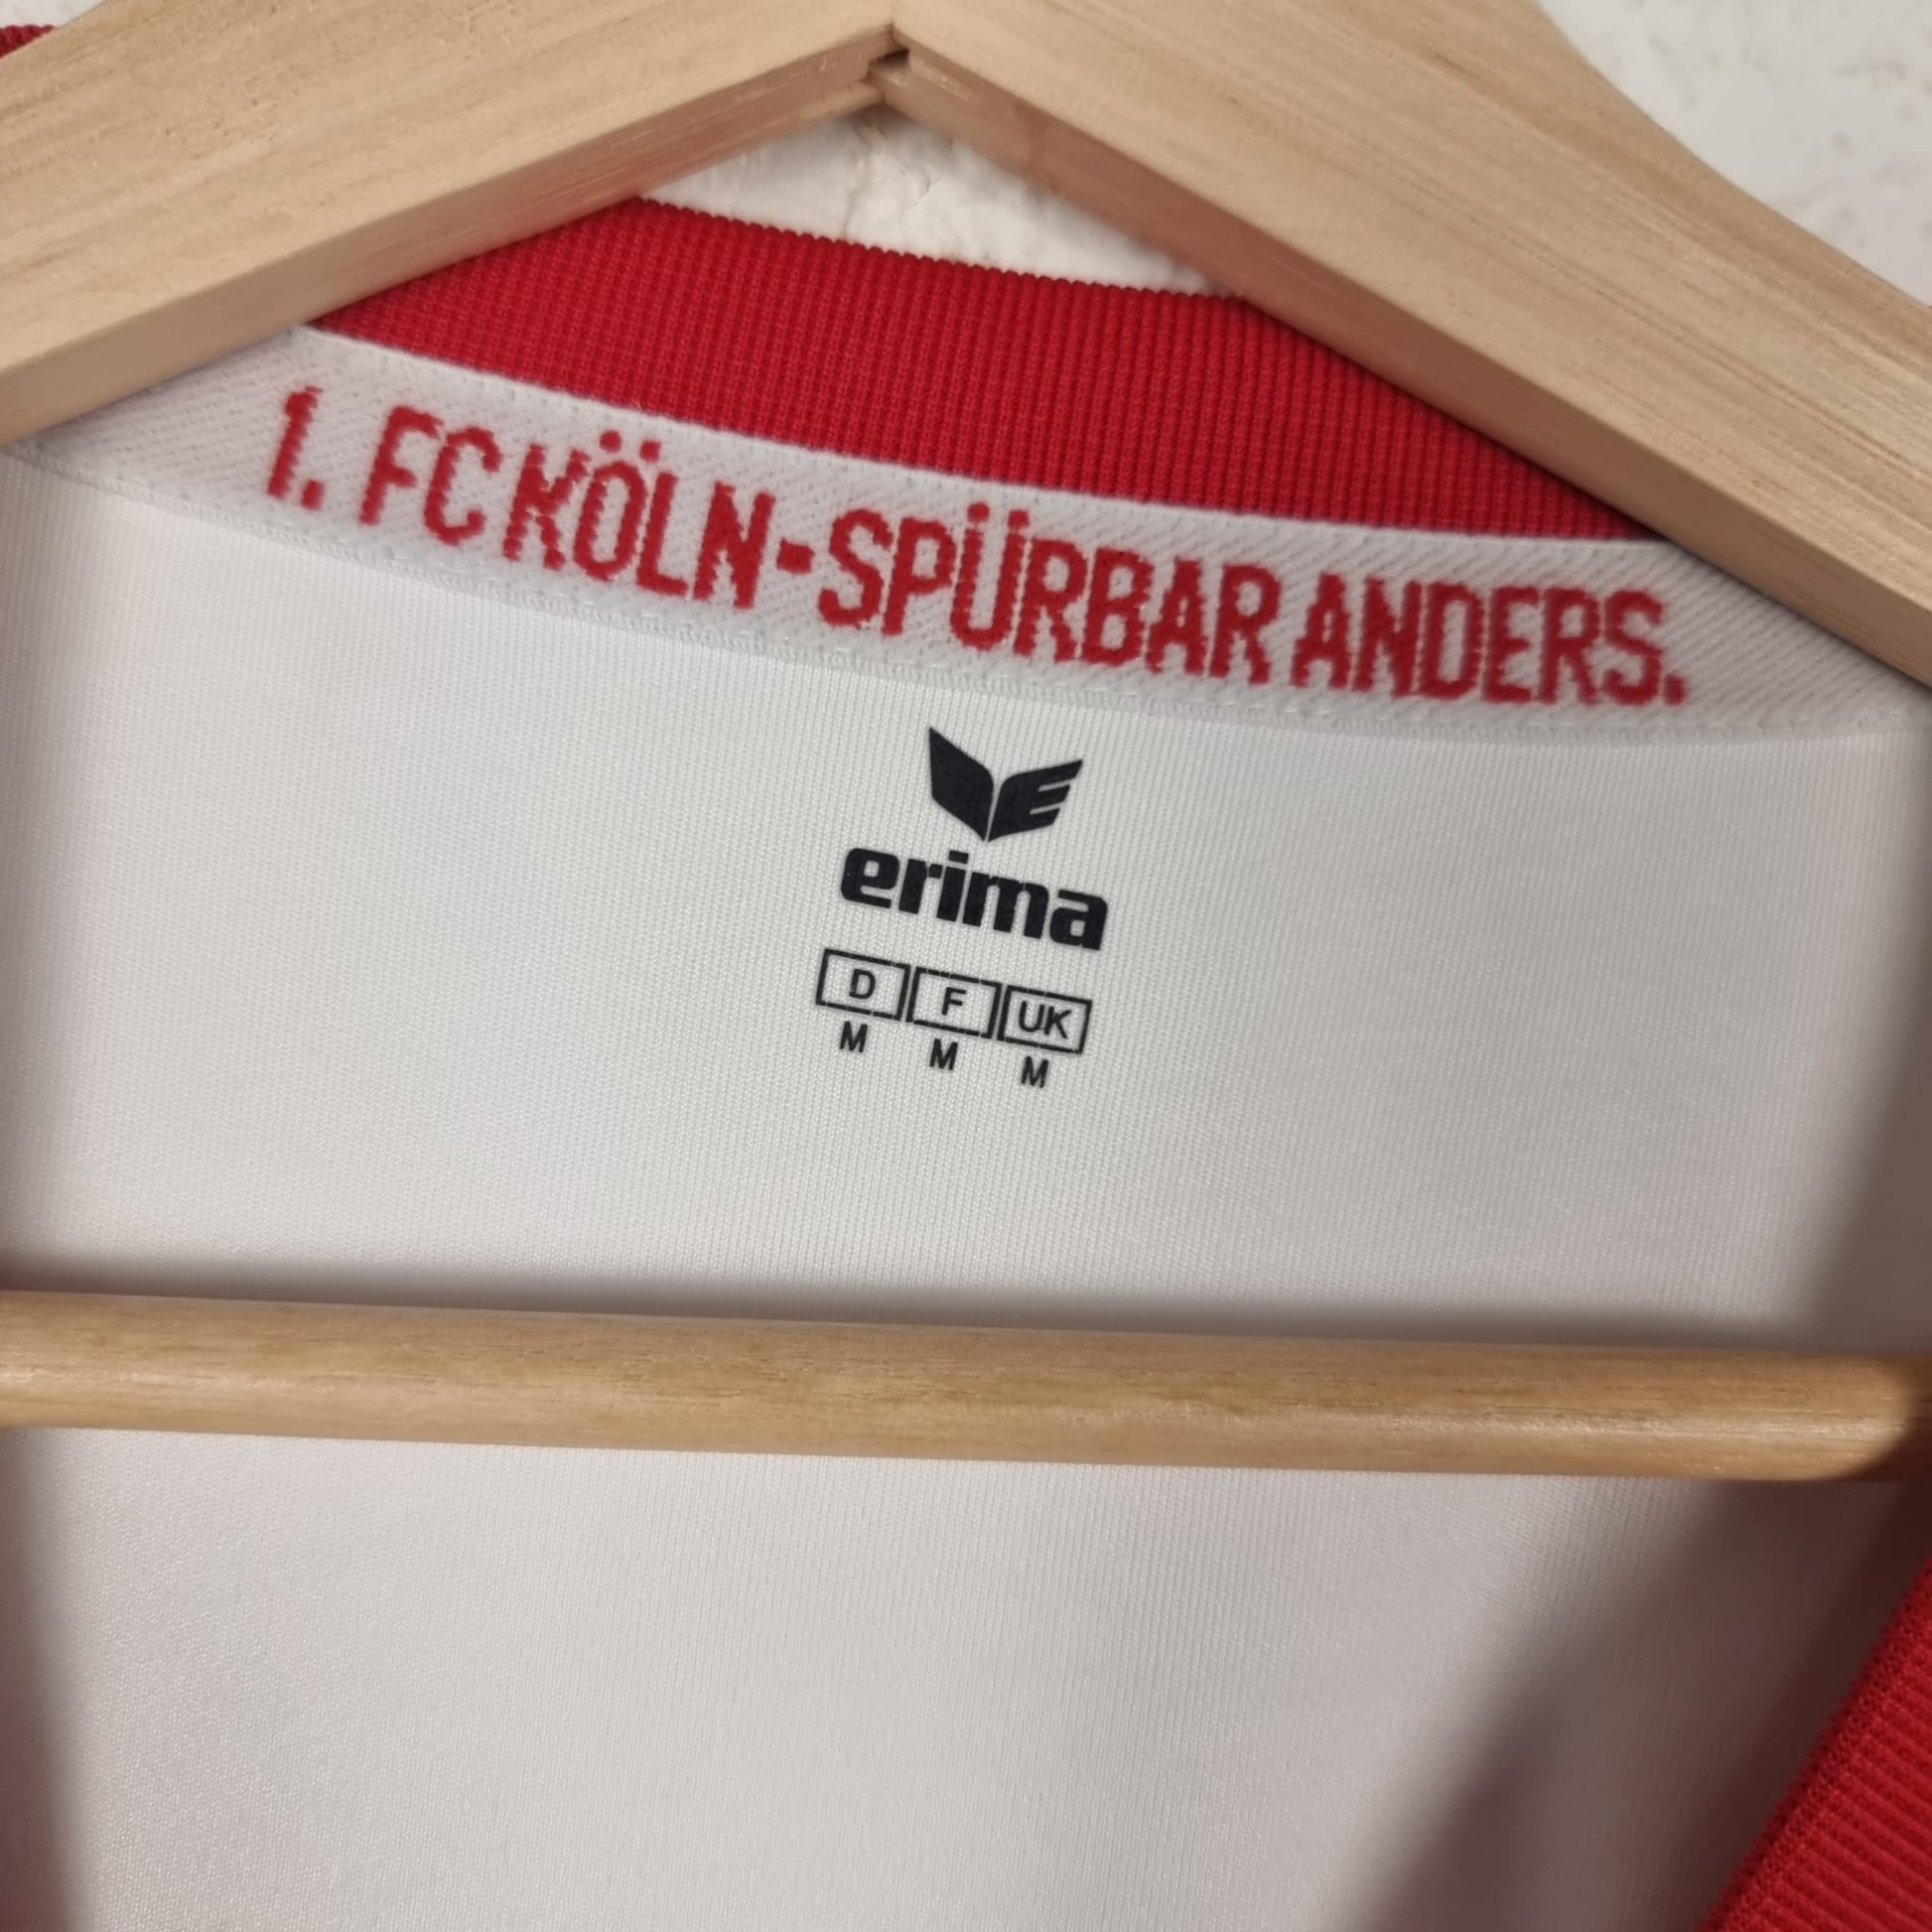 1. FC KÖLN - SPÜRBAR ANDERS.
erima
D F UK
M M M